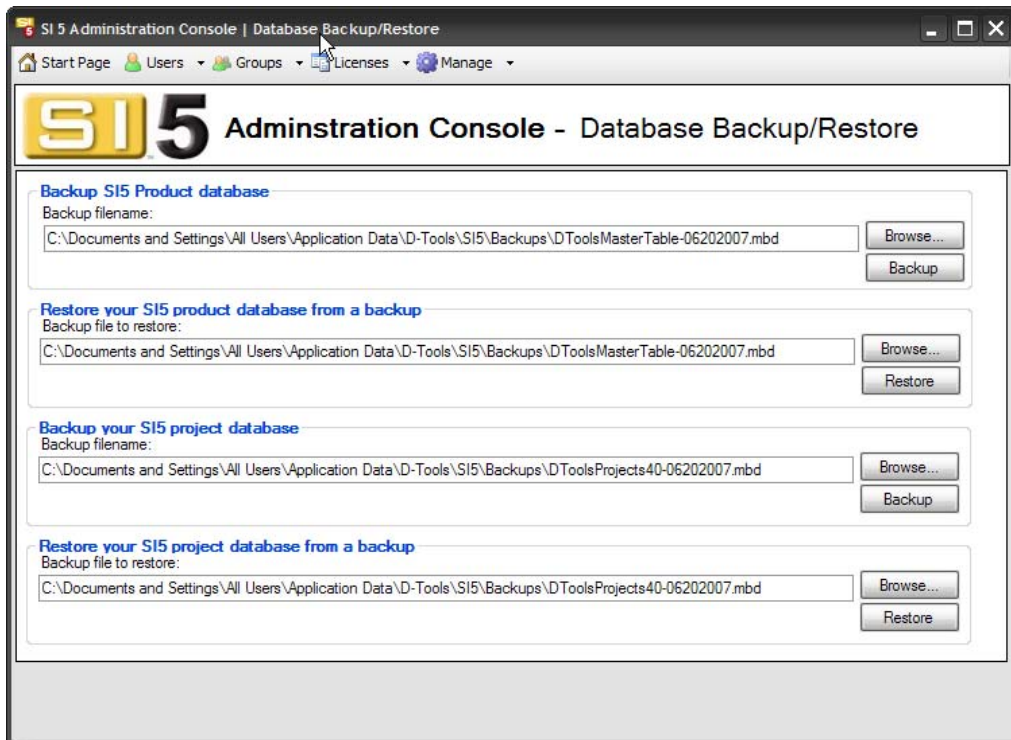 SI 5 Administration Console | Database Backup/Restore
Start Page Users Groups Licenses Manage
SI5 Adminstration Console - Database Backup/Restore
Backup SI5 Product database
Backup filename:
C:\Documents and Settings\All Users\Application Data\D-Tools\SI5\Backups\DToolsMasterTable-06202007.mbd Browse...
Backup
Restore your SI5 product database from a backup
Backup file to restore:
C:\Documents and Settings\All Users\Application Data\D-Tools\SI5\Backups\DToolsMasterTable-06202007.mbd Browse...
Restore
Backup your SI5 project database
Backup filename:
C:\Documents and Settings\All Users\Application Data\D-Tools\SI5\Backups\DToolsProjects40-06202007.mbd Browse...
Backup
Restore your SI5 project database from a backup
Backup file to restore:
C:\Documents and Settings\All Users\Application Data\D-Tools\SI5\Backups\DToolsProjects40-06202007.mbd Browse...
Restore